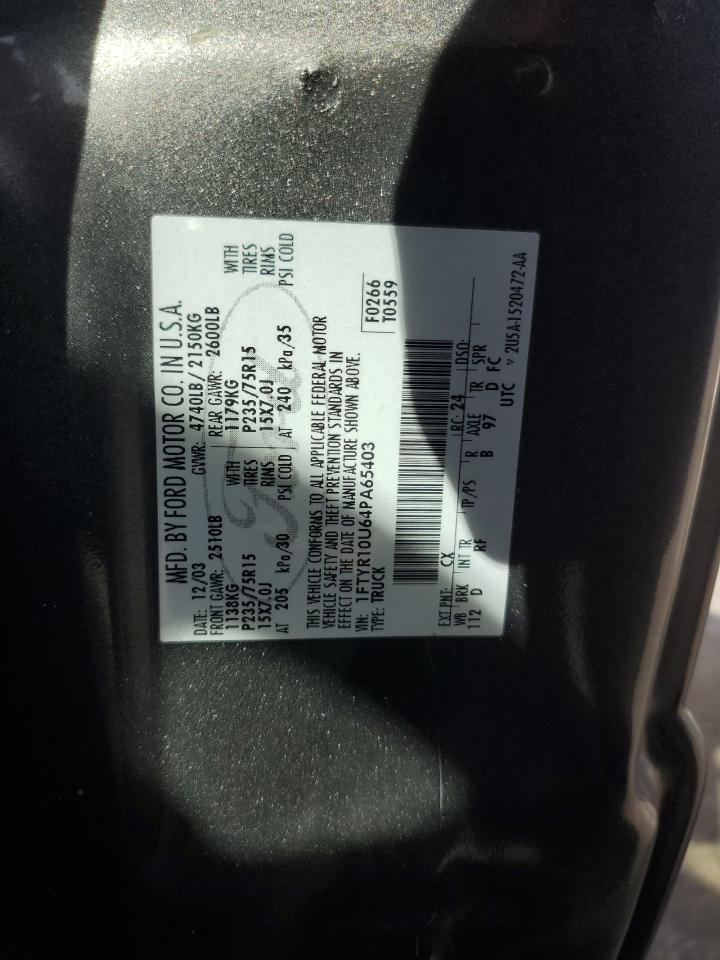 MFD. BY FORD MOTOR CO. IN U.S.A.
DATE: 12/03 GVWR: 4740LB / 2150KG
FRONT GAWR: 2510LB REAR GAWR: 2600LB
1138KG WITH 1179KG WITH
P235/75R15 TIRES P235/75R15 TIRES
15X7.0J RIMS 15X7.0J RIMS
AT 205 kPa/30 PSI COLD AT 240 kPa/35 PSI COLD
THIS VEHICLE CONFORMS TO ALL APPLICABLE FEDERAL MOTOR
VEHICLE SAFETY AND THEFT PREVENTION STANDARDS IN
EFFECT ON THE DATE OF MANUFACTURE SHOWN ABOVE.
VIN: 1FTYR10U64PA65403 F0266
TYPE: TRUCK T0559
Ford
EXT PNT: CX RC: 24 DSO:
WB BRK INT TR TP/PS R AXLE TR SPR
112 D RF B 97 D FC
UTC ▽ 2U5A-1520472-AA